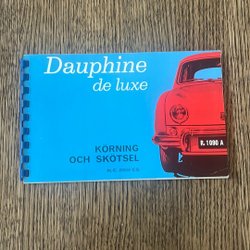 Dauphine
de luxe
KÖRNING
OCH SKÖTSEL
R. 1090 A